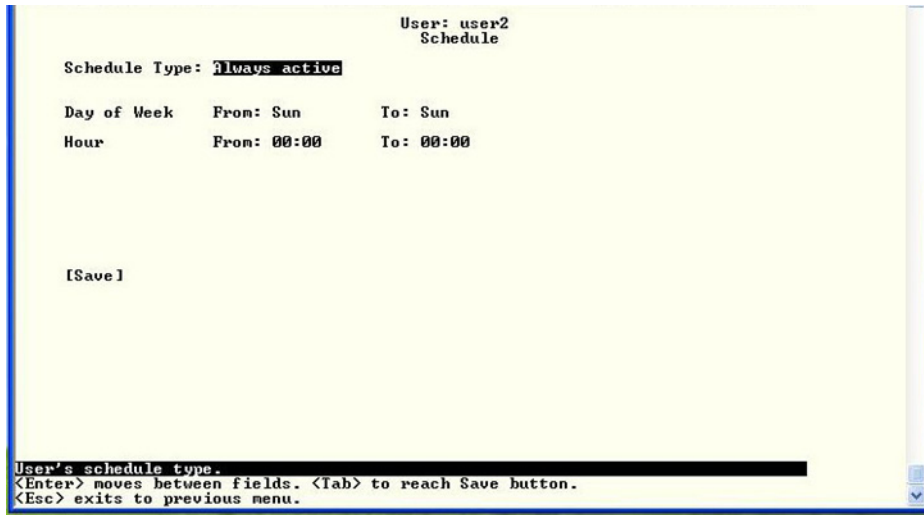 User: user2
Schedule
Schedule Type: Always active
Day of Week From: Sun To: Sun
Hour From: 00:00 To: 00:00
[Save]
User's schedule type.
<Enter> moves between fields. <Tab> to reach Save button.
<Esc> exits to previous menu.